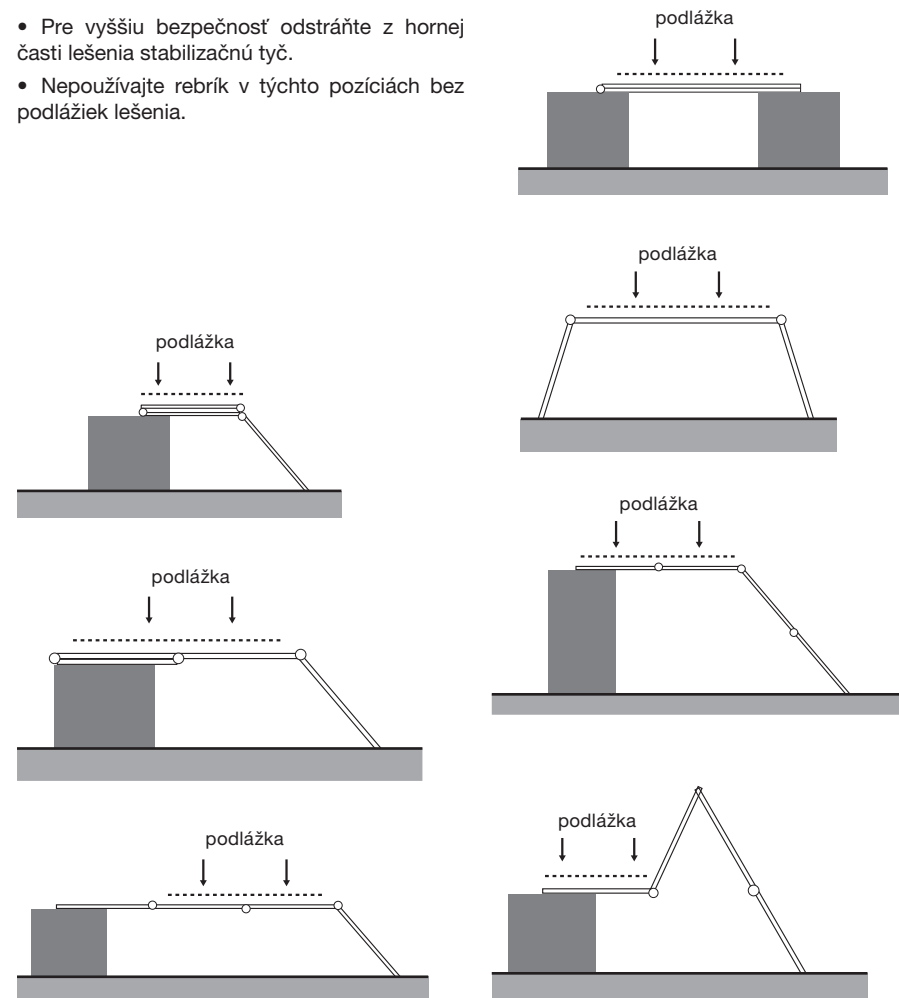 • Pre vyššiu bezpečnosť odstráňte z hornej
časti lešenia stabilizačnú tyč.
• Nepoužívajte rebrík v týchto pozíciách bez
podlážiek lešenia.
podlážka
podlážka
podlážka
podlážka
podlážka
podlážka
podlážka